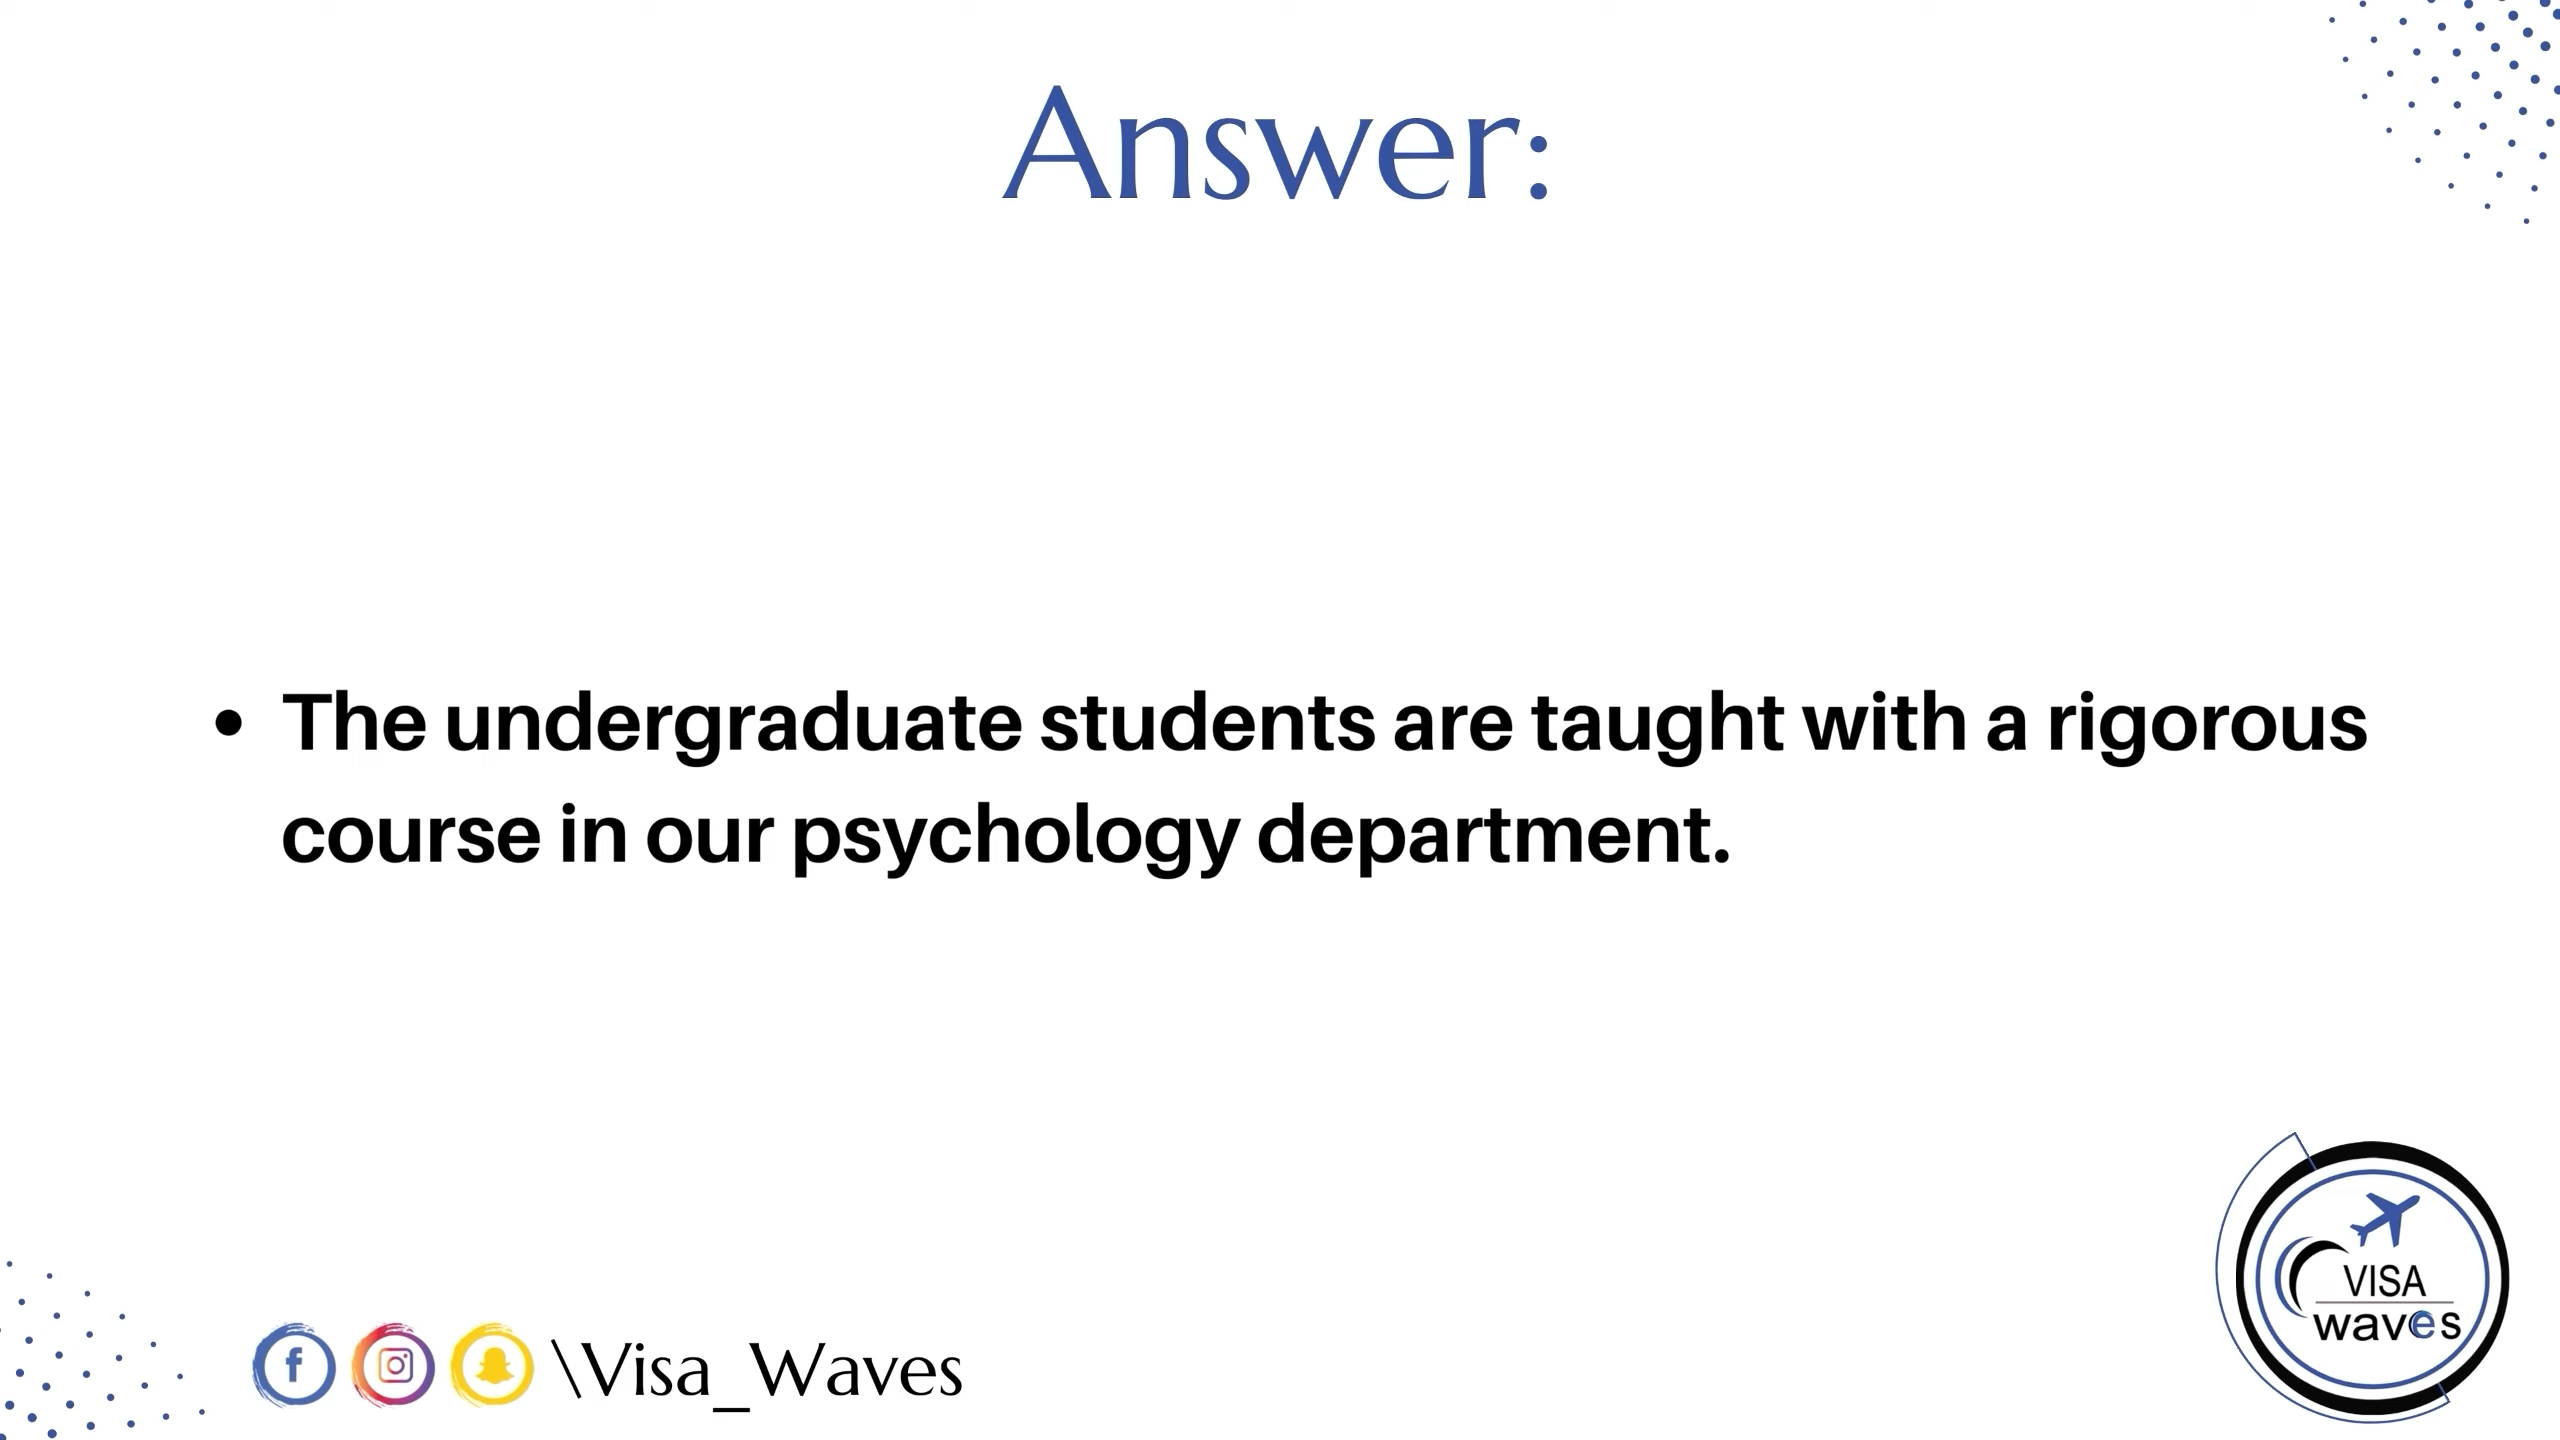 Answer:
• The undergraduate students are taught with a rigorous
course in our psychology department.
\Visa_Waves
VISA
waves